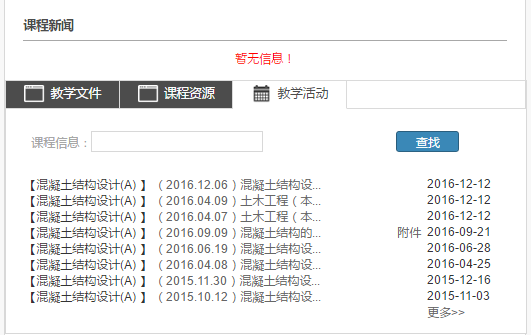 课程新闻
暂无信息！
教学文件 课程资源 教学活动
课程信息： 查找
【混凝土结构设计(A) 】（2016.12.06）混凝土结构设... 2016-12-12
【混凝土结构设计(A) 】（2016.04.09）土木工程（本... 2016-12-12
【混凝土结构设计(A) 】（2016.04.07）土木工程（本... 2016-12-12
【混凝土结构设计(A) 】（2016.09.09）混凝土结构的... 附件 2016-09-21
【混凝土结构设计(A) 】（2016.06.19）混凝土结构设... 2016-06-28
【混凝土结构设计(A) 】（2016.04.08）混凝土结构设... 2016-04-25
【混凝土结构设计(A) 】（2015.11.30）混凝土结构设... 2015-12-16
【混凝土结构设计(A) 】（2015.10.12）混凝土结构设... 2015-11-03
更多>>